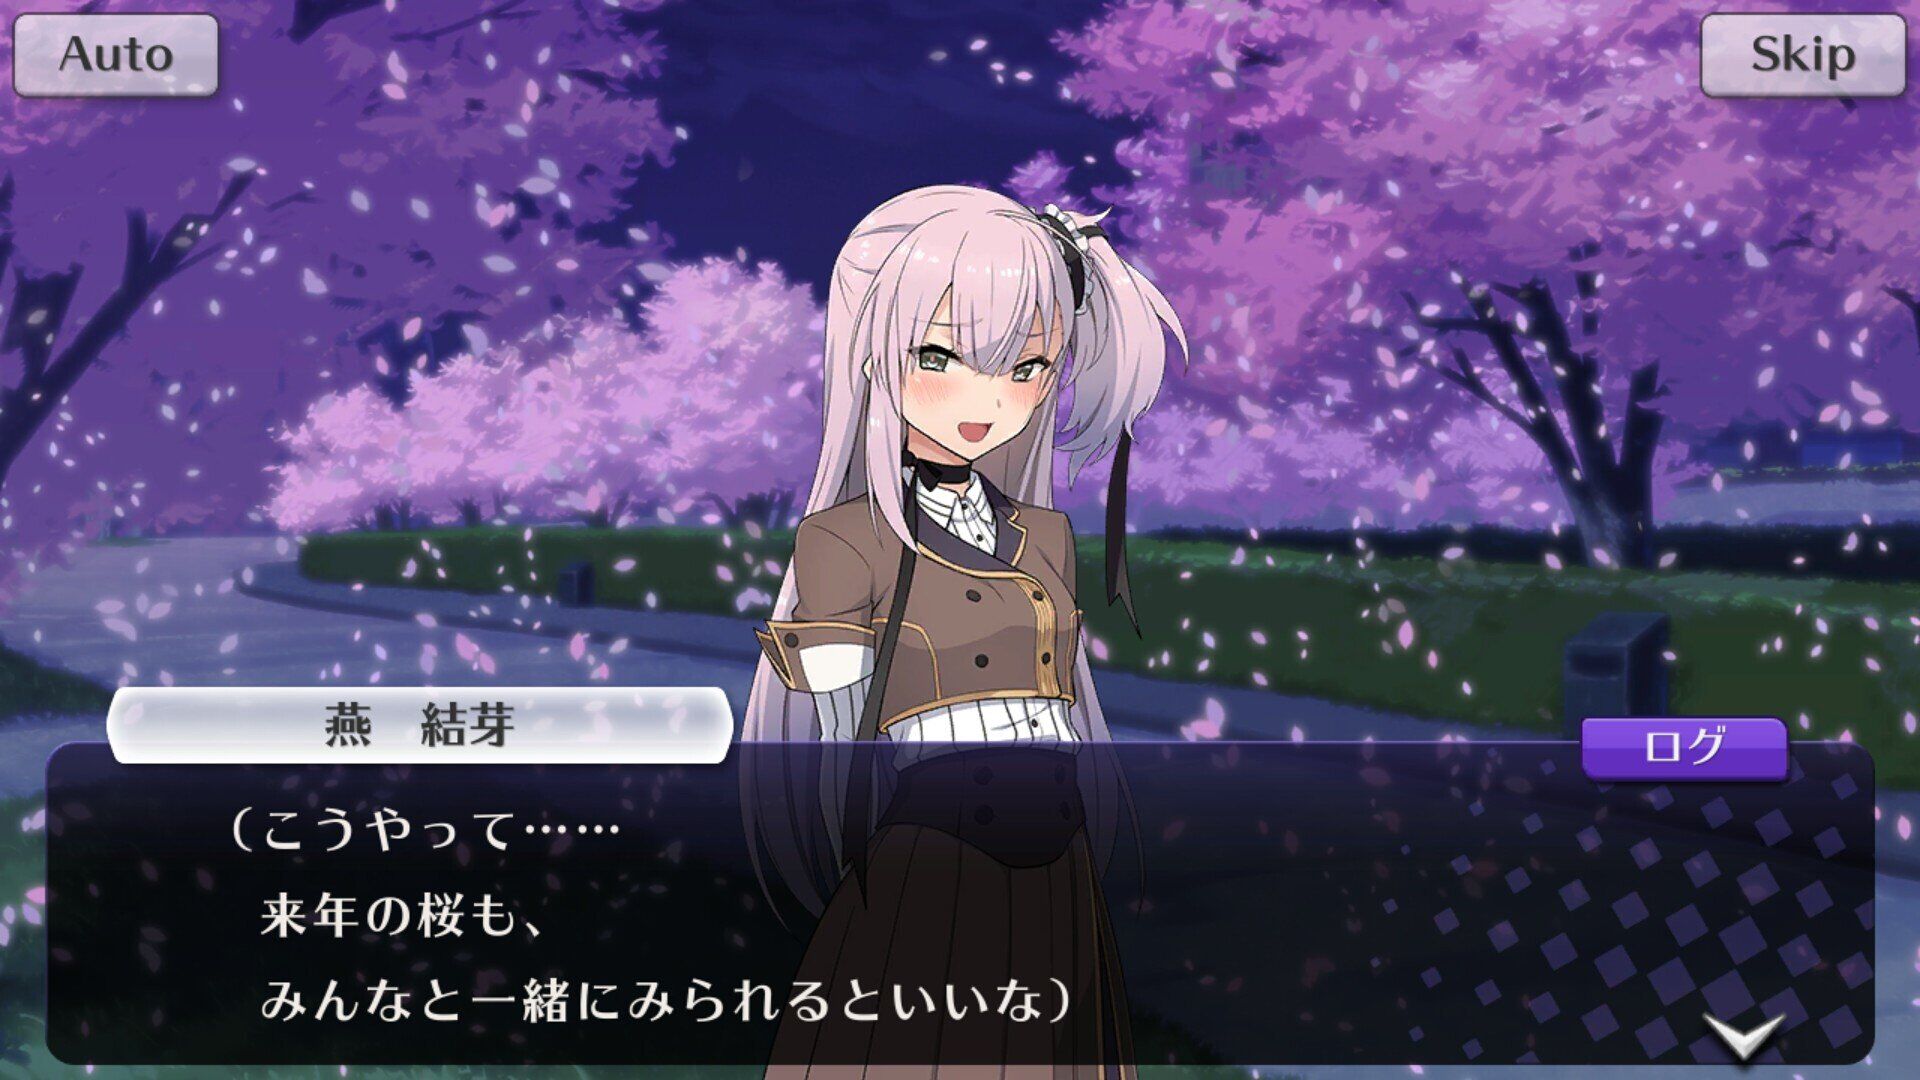 Auto
Skip
燕　結芽
ログ
（こうやって……
来年の桜も、
みんなと一緒にみられるといいな）